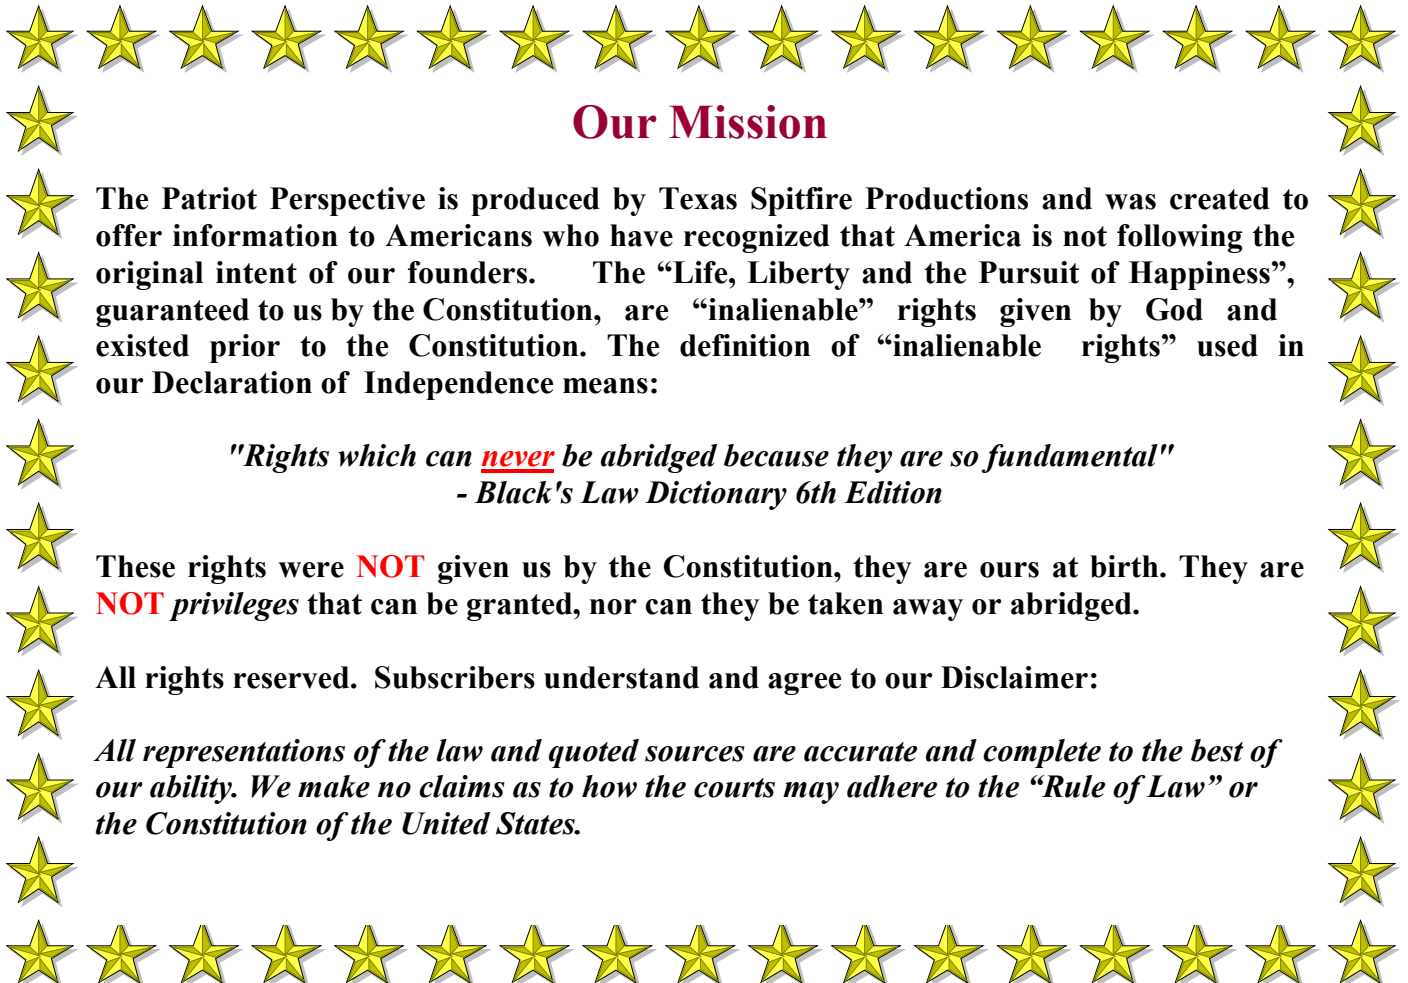 Our Mission
The Patriot Perspective is produced by Texas Spitfire Productions and was created to
offer information to Americans who have recognized that America is not following the
original intent of our founders. The “Life, Liberty and the Pursuit of Happiness”,
guaranteed to us by the Constitution, are “inalienable” rights given by God and
existed prior to the Constitution. The definition of “inalienable rights” used in
our Declaration of Independence means:
"Rights which can never be abridged because they are so fundamental"
- Black's Law Dictionary 6th Edition
These rights were NOT given us by the Constitution, they are ours at birth. They are
NOT privileges that can be granted, nor can they be taken away or abridged.
All rights reserved. Subscribers understand and agree to our Disclaimer:
All representations of the law and quoted sources are accurate and complete to the best of
our ability. We make no claims as to how the courts may adhere to the “Rule of Law” or
the Constitution of the United States.